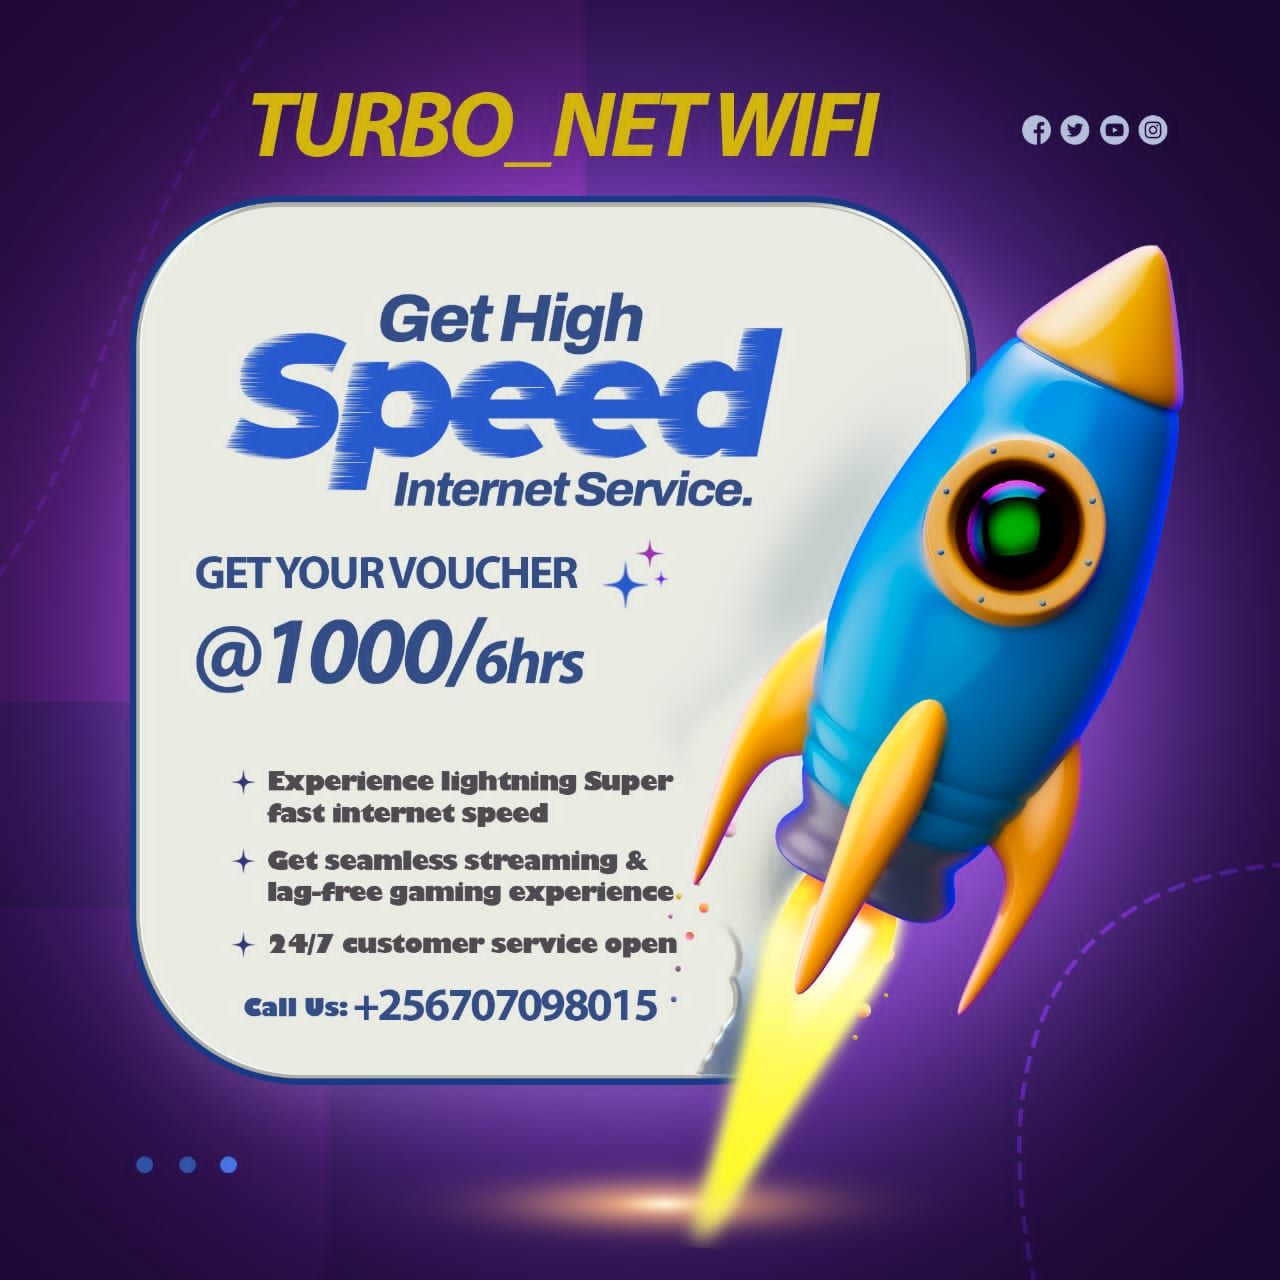 TURBO_NET WIFI
Get High
Speed
Internet Service.
GET YOUR VOUCHER
@1000/6hrs
Experience lightning Super
fast internet speed
Get seamless streaming &
lag-free gaming experience
24/7 customer service open
Call Us: +256707098015